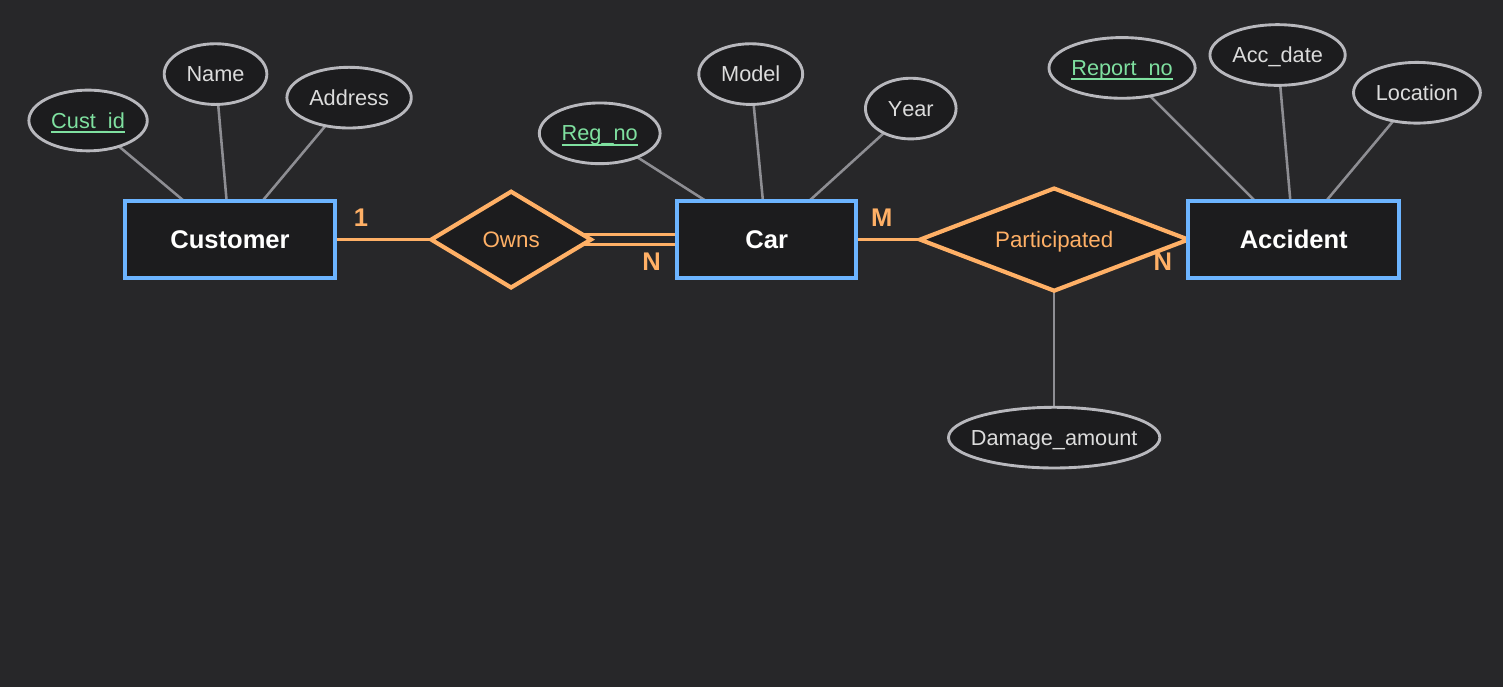 Cust_id
Name
Address
Reg_no
Model
Year
Report_no
Acc_date
Location
Customer
1
Owns
N
Car
M
Participated
N
Accident
Damage_amount